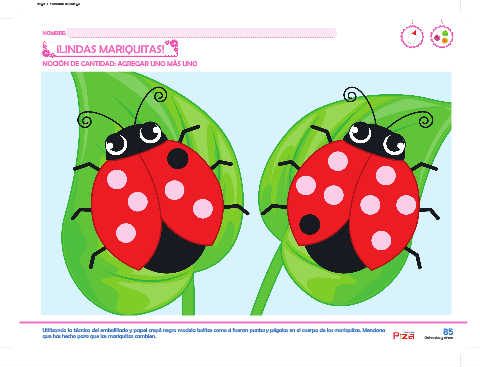 NOMBRE:
¡LINDAS MARIQUITAS!
NOCIÓN DE CANTIDAD: AGREGAR UNO MÁS UNO
Utilizando la técnica del embolillado y papel crepé negro modela bolitas como si fueran puntos y pégalos en el cuerpo de las mariquitas. Menciona
que has hecho para que las mariquitas cambien.
Pizza
85